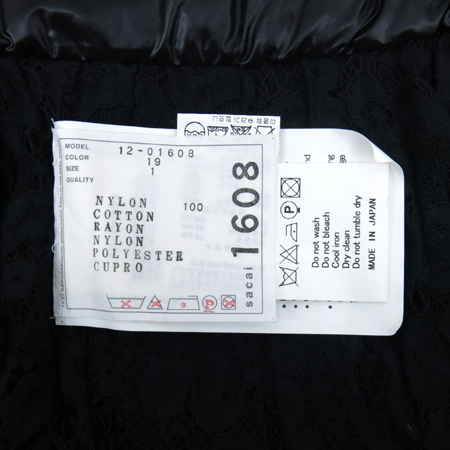 MODEL 12-01608
COLOR 19
SIZE 1
QUALITY
NYLON 100
COTTON
RAYON
NYLON
POLYESTER
CUPRO
sacai 1608
Do not wash
Do not bleach
Cool iron
Dry clean
Do not tumble dry
MADE IN JAPAN